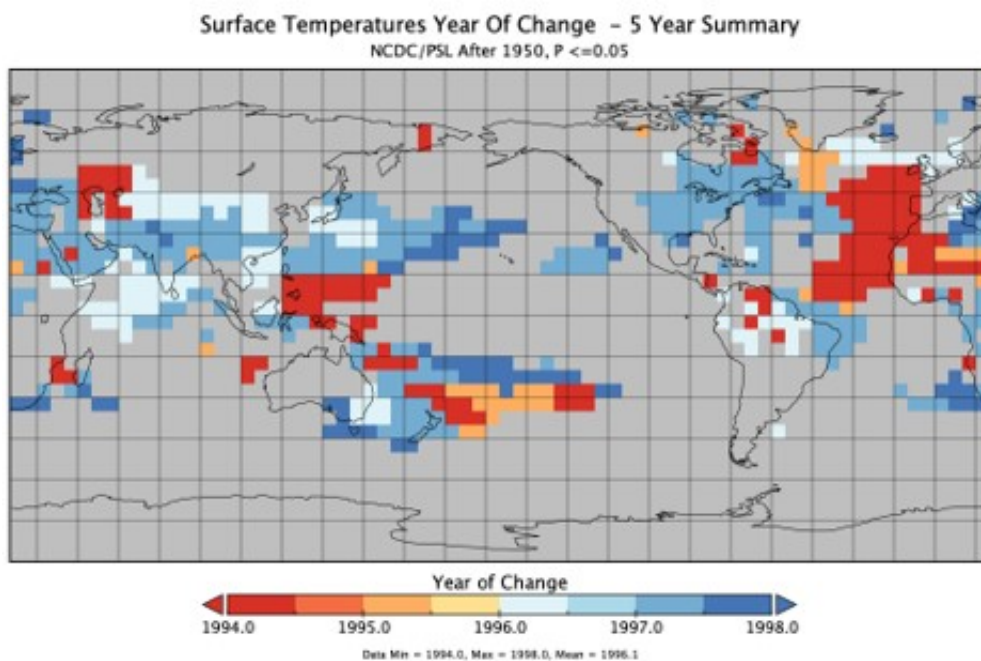 Surface Temperatures Year Of Change - 5 Year Summary
NCDC/PSL After 1950, P <=0.05
Year of Change
1994.0 1995.0 1996.0 1997.0 1998.0
Data Min = 1994.0, Max = 1998.0, Mean = 1996.1